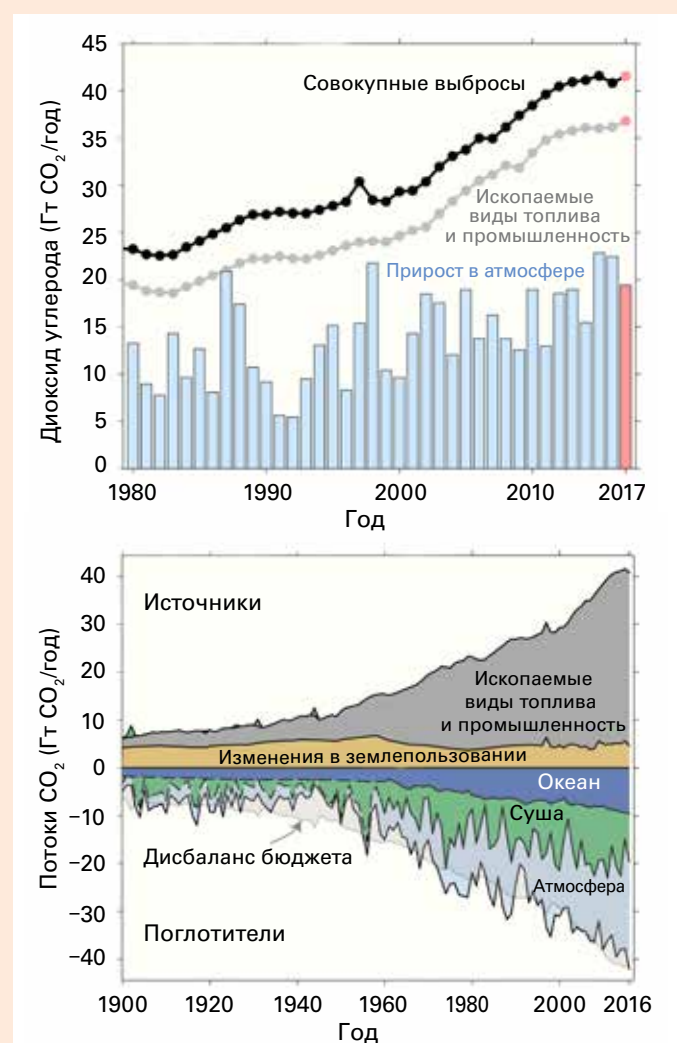 45
40
35
30
25
20
15
10
5
0
Диоксид углерода (Гт CO₂/год)
Совокупные выбросы
Ископаемые
виды топлива
и промышленность
Прирост в атмосфере
1980 1990 2000 2010 2017
Год
40
30
20
10
0
−10
−20
−30
−40
Потоки CO₂ (Гт CO₂/год)
Источники
Ископаемые
виды топлива
и промышленность
Изменения в землепользовании
Океан
Суша
Дисбаланс бюджета
Атмосфера
Поглотители
1900 1920 1940 1960 1980 2000 2016
Год